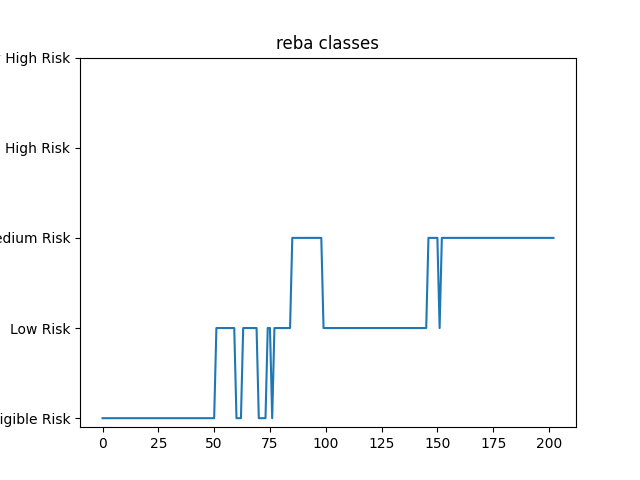 reba classes
High Risk
High Risk
edium Risk
Low Risk
igible Risk
0 25 50 75 100 125 150 175 200